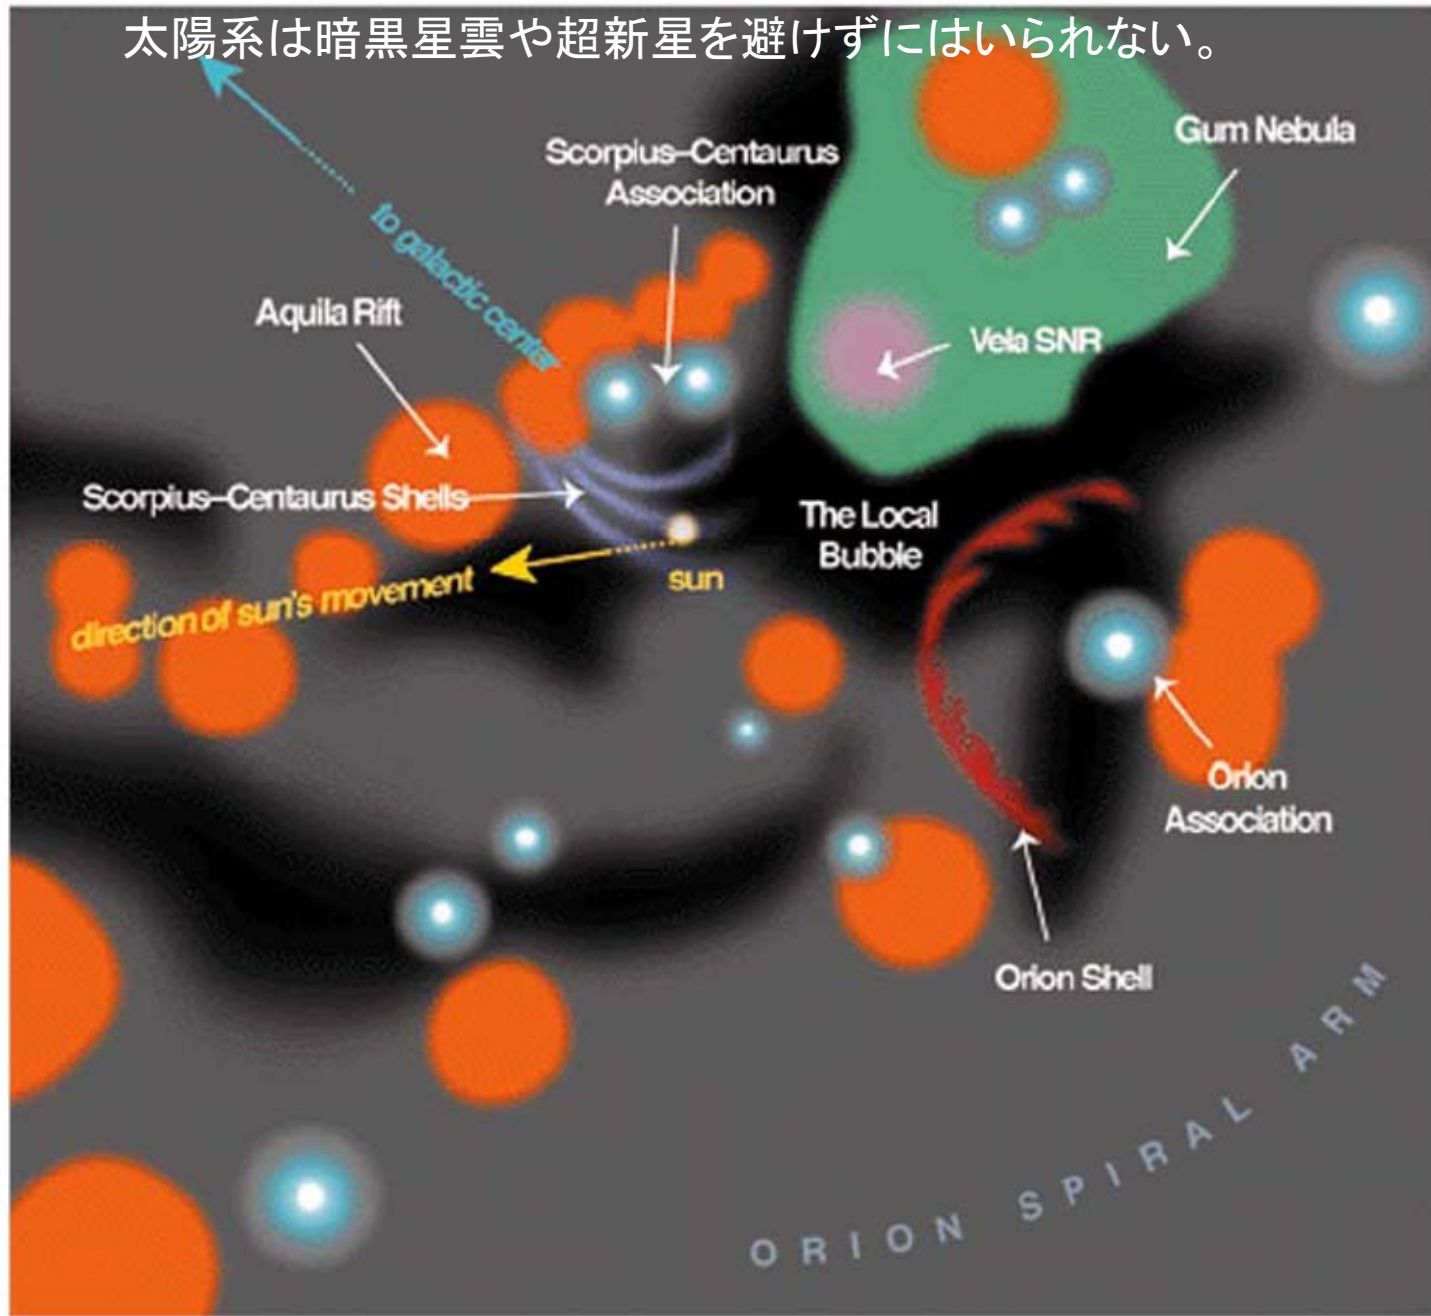 太陽系は暗黒星雲や超新星を避けずにはいられない。
Gum Nebula
Scorpius–Centaurus
Association
to galactic center
Aquila Rift
Vela SNR
Scorpius–Centaurus Shells
The Local
Bubble
sun
direction of sun's movement
Orion
Association
Orion Shell
ORION SPIRAL ARM